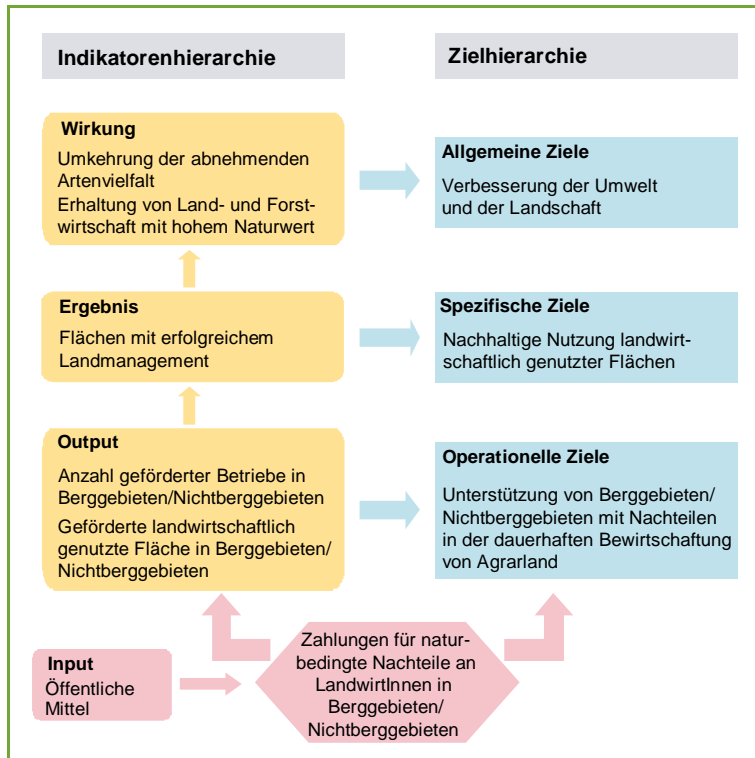 Indikatorenhierarchie
Zielhierarchie
Wirkung
Umkehrung der abnehmenden
Artenvielfalt
Erhaltung von Land- und Forst-
wirtschaft mit hohem Naturwert
Allgemeine Ziele
Verbesserung der Umwelt
und der Landschaft
Ergebnis
Flächen mit erfolgreichem
Landmanagement
Spezifische Ziele
Nachhaltige Nutzung landwirt-
schaftlich genutzter Flächen
Output
Anzahl geförderter Betriebe in
Berggebieten/Nichtberggebieten
Geförderte landwirtschaftlich
genutzte Fläche in Berggebieten/
Nichtberggebieten
Operationelle Ziele
Unterstützung von Berggebieten/
Nichtberggebieten mit Nachteilen
in der dauerhaften Bewirtschaftung
von Agrarland
Input
Öffentliche
Mittel
Zahlungen für natur-
bedingte Nachteile an
LandwirtInnen in
Berggebieten/
Nichtberggebieten